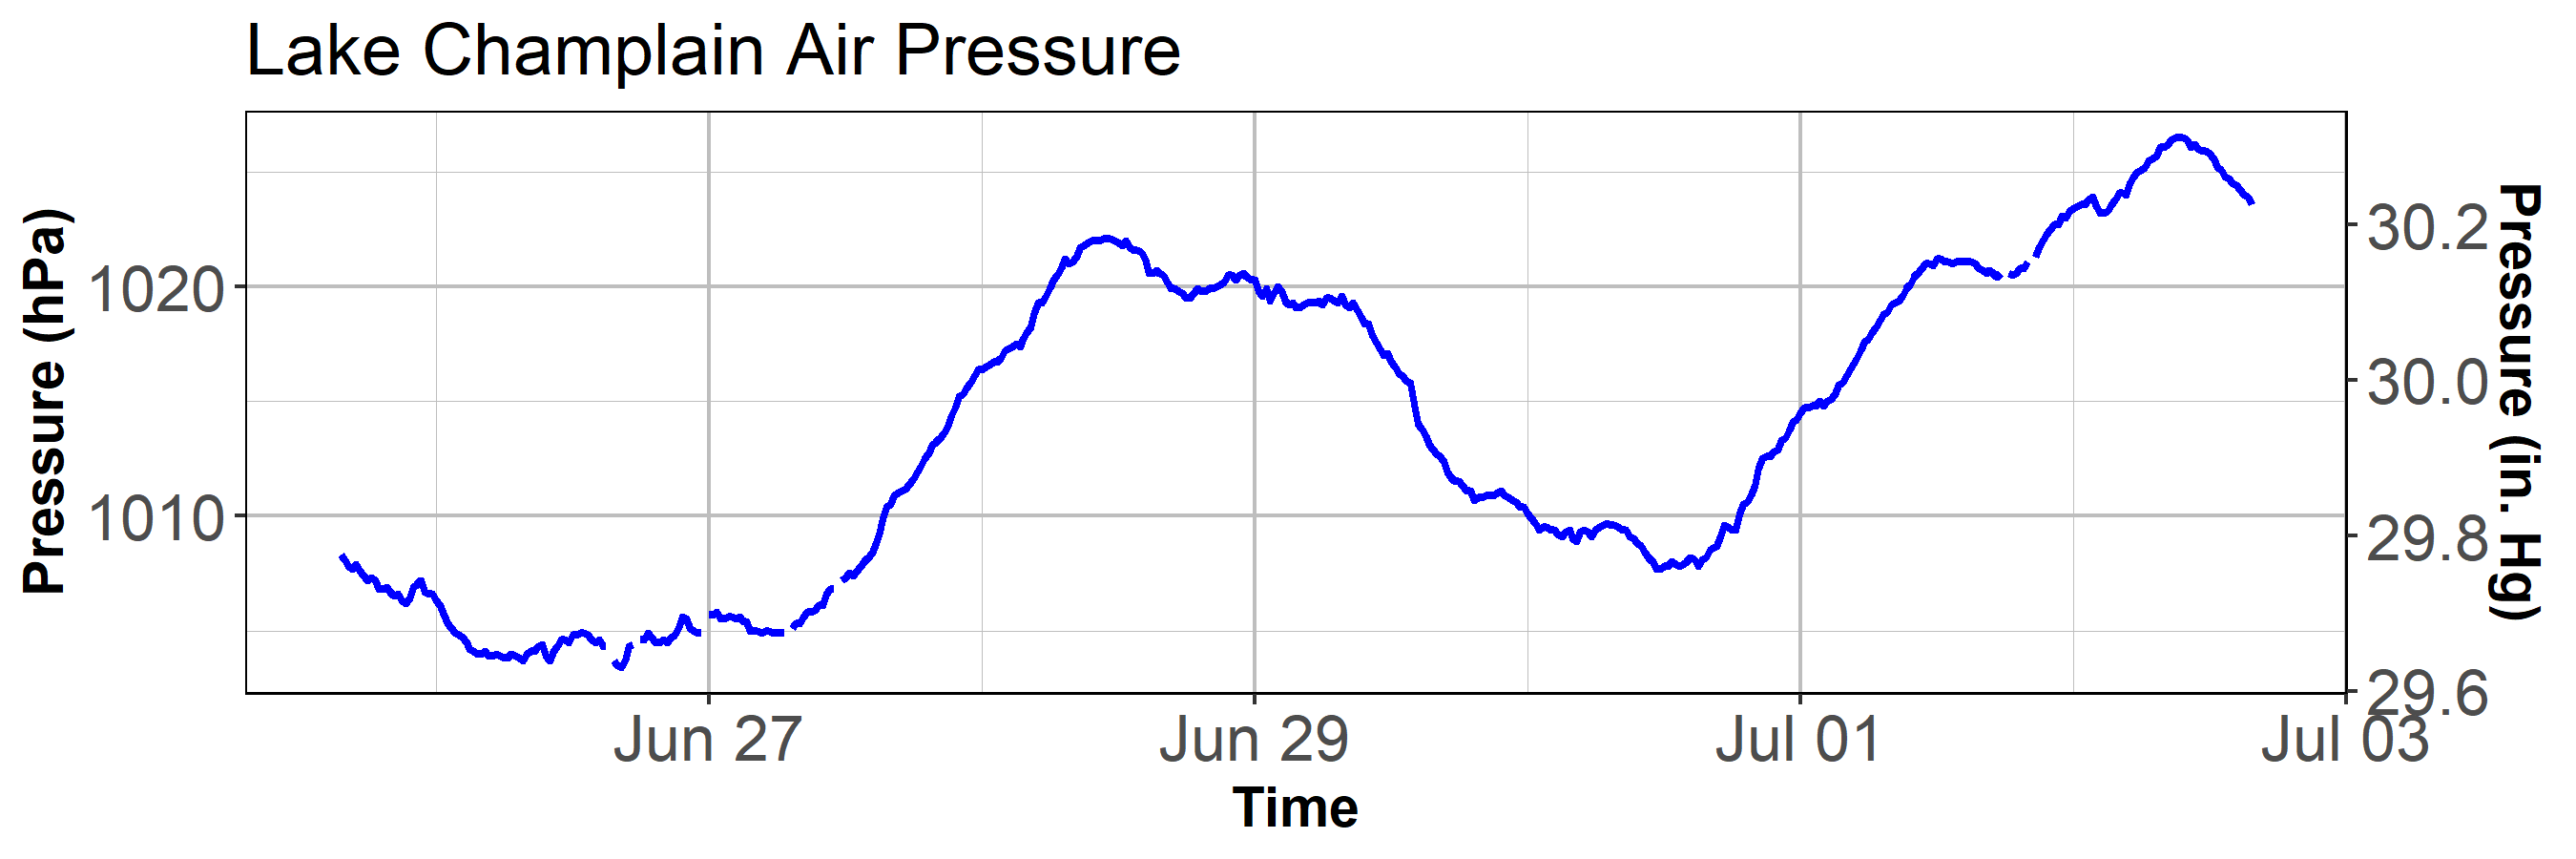 Lake Champlain Air Pressure
Pressure (hPa)
1020
1010
30.2
30.0
29.8
29.6
Pressure (in. Hg)
Jun 27
Jun 29
Jul 01
Jul 03
Time